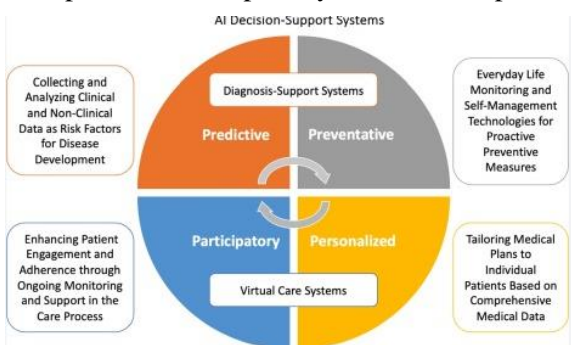 AI Decision-Support Systems
Collecting and
Analyzing Clinical
and Non-Clinical
Data as Risk Factors
for Disease
Development
Diagnosis-Support Systems
Predictive
Preventative
Everyday Life
Monitoring and
Self-Management
Technologies for
Proactive
Preventive
Measures
Enhancing Patient
Engagement and
Adherence through
Ongoing Monitoring
and Support in the
Care Process
Participatory
Personalized
Virtual Care Systems
Tailoring Medical
Plans to
Individual
Patients Based on
Comprehensive
Medical Data